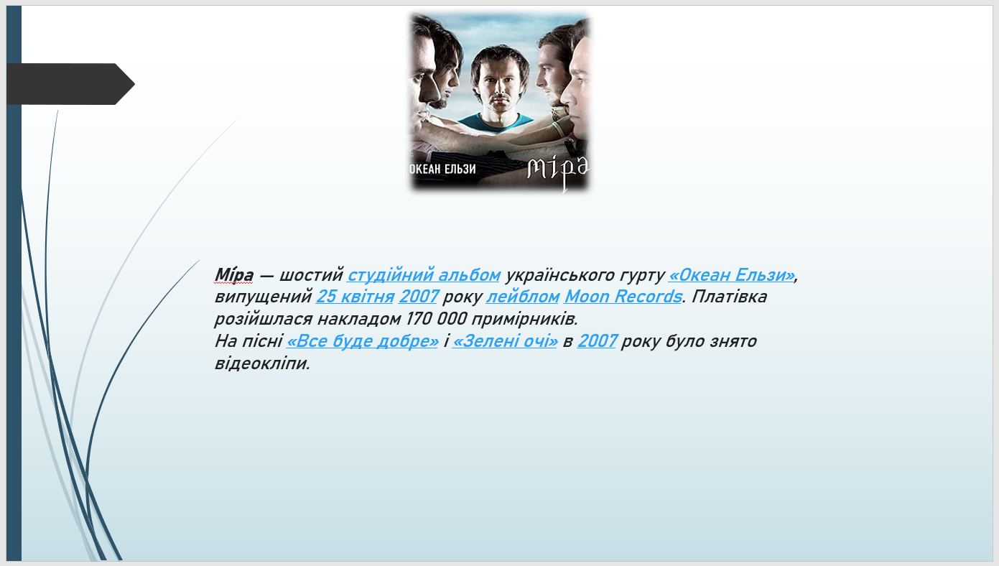 ОКЕАН ЕЛЬЗИ
міра
Мі́ра — шостий студійний альбом українського гурту «Океан Ельзи»,
випущений 25 квітня 2007 року лейблом Moon Records. Платівка
розійшлася накладом 170 000 примірників.
На пісні «Все буде добре» і «Зелені очі» в 2007 року було знято
відеокліпи.